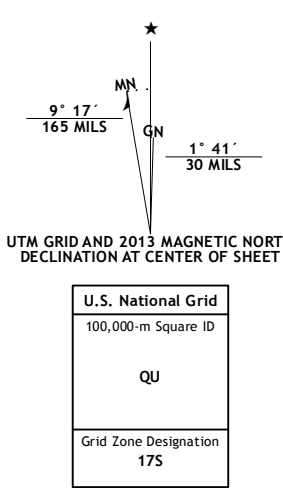 ★
MN
9° 17´
165 MILS
GN
1° 41´
30 MILS
UTM GRID AND 2013 MAGNETIC NORT
DECLINATION AT CENTER OF SHEET
U.S. National Grid
100,000-m Square ID
QU
Grid Zone Designation
17S